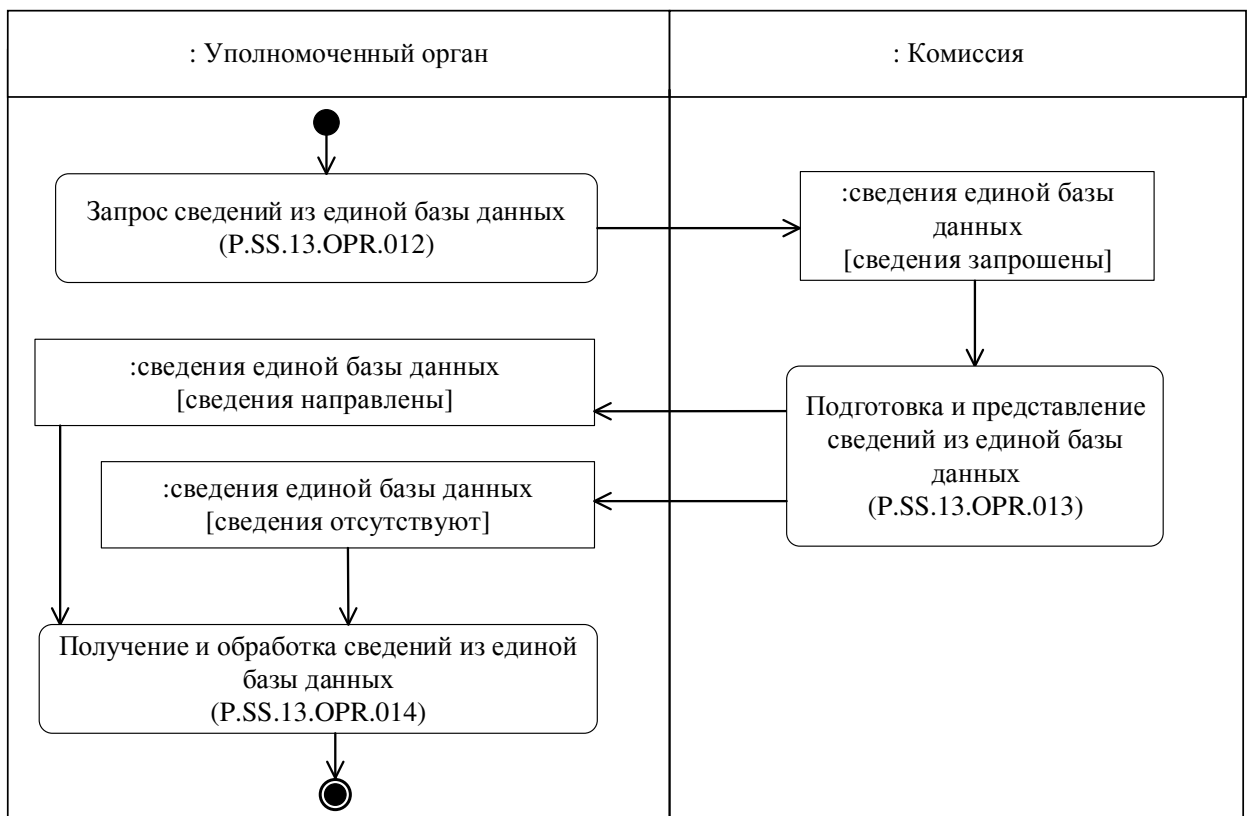 : Уполномоченный орган
: Комиссия
Запрос сведений из единой базы данных
(P.SS.13.OPR.012)
:сведения единой базы
данных
[сведения запрошены]
:сведения единой базы данных
[сведения направлены]
Подготовка и представление
сведений из единой базы
данных
(P.SS.13.OPR.013)
:сведения единой базы данных
[сведения отсутствуют]
Получение и обработка сведений из единой
базы данных
(P.SS.13.OPR.014)